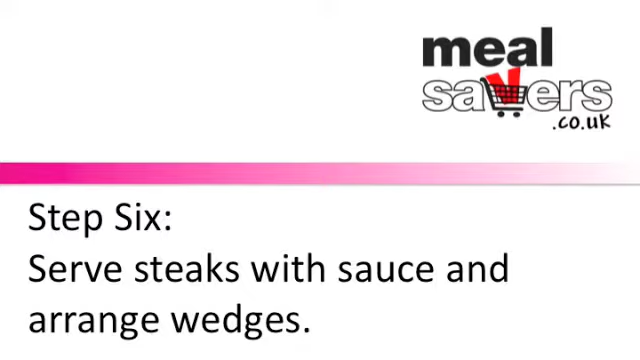 meal
savers
.co.uk
Step Six:
Serve steaks with sauce and
arrange wedges.